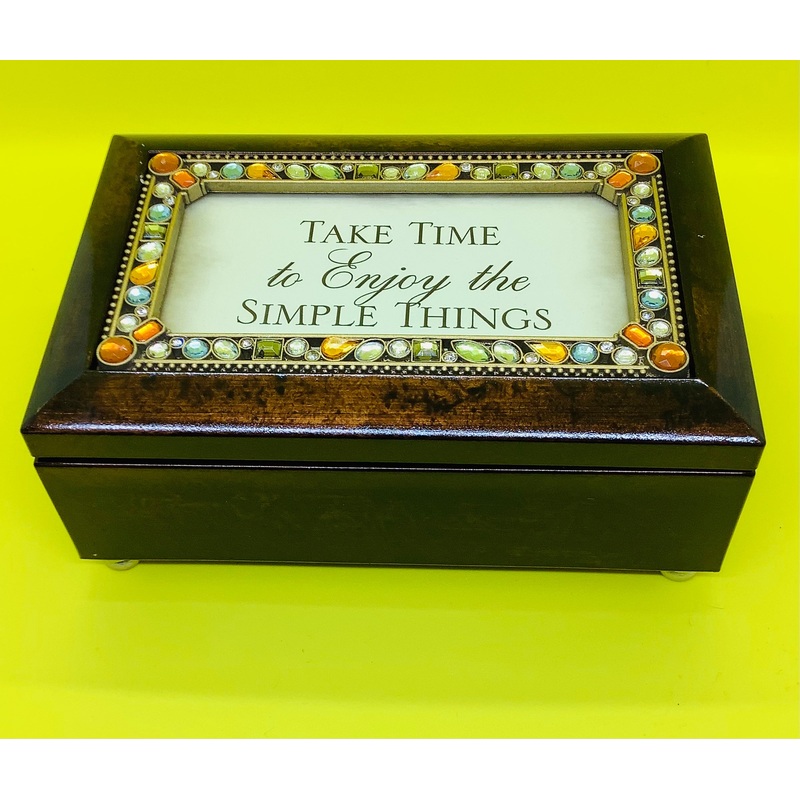 TAKE TIME
to Enjoy the
SIMPLE THINGS